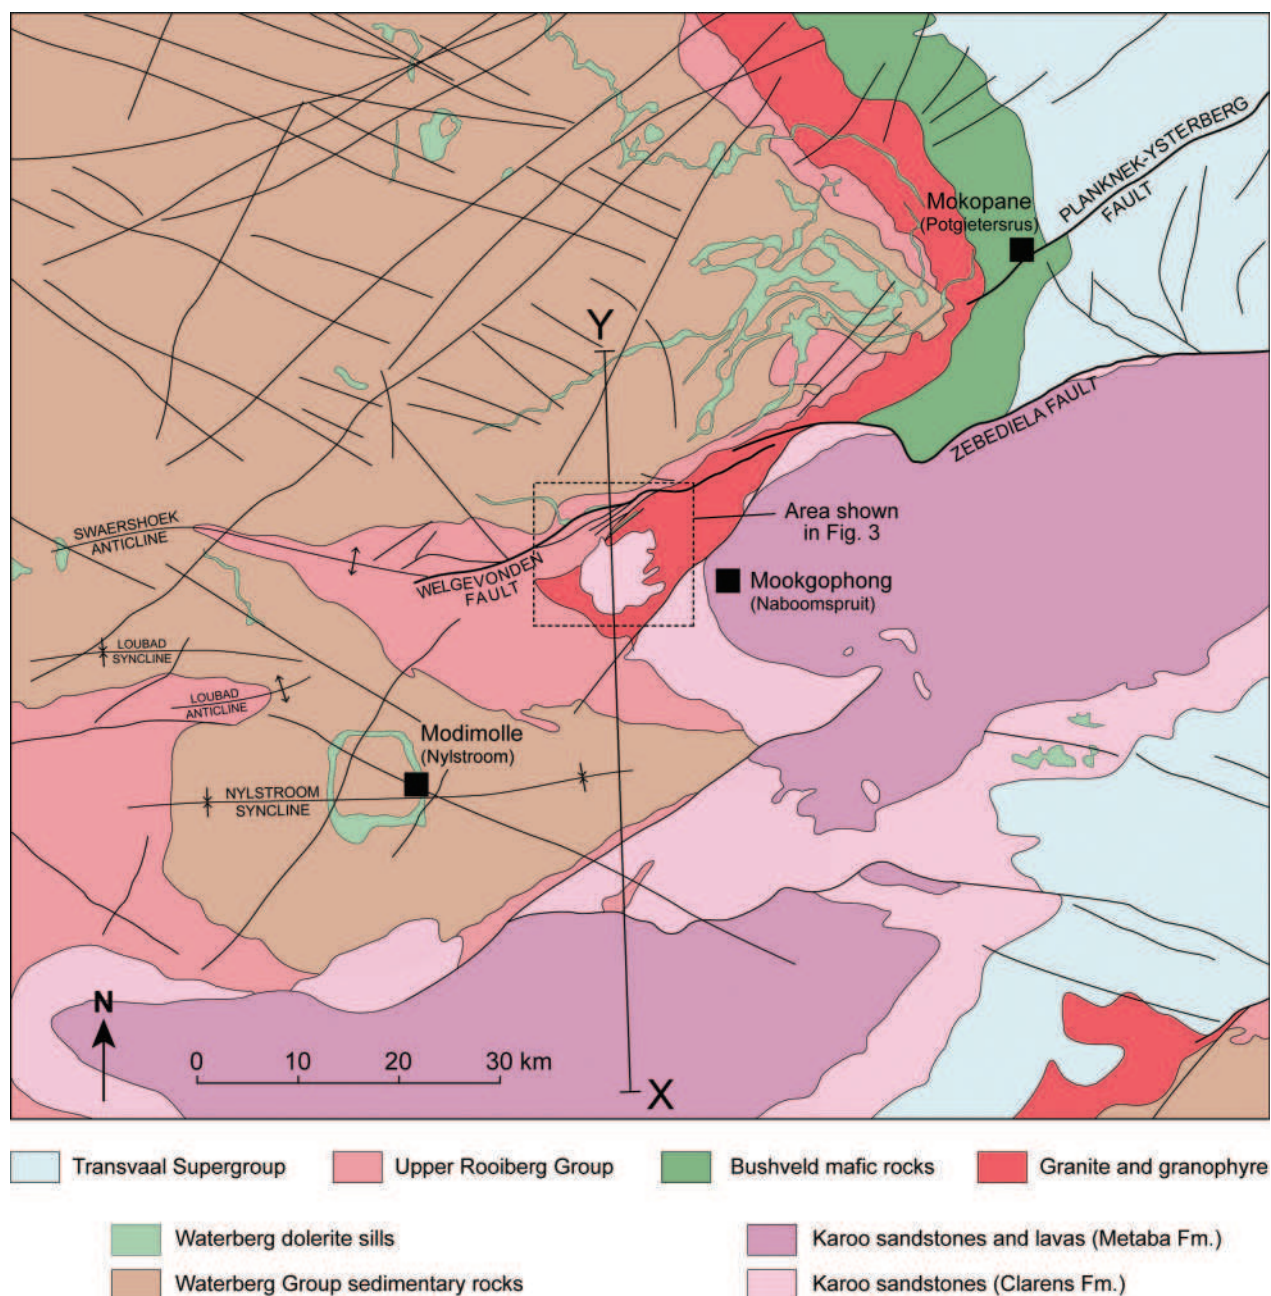 PLANKNEK-YSTERBERG
FAULT
Mokopane
(Potgietersrus)
Y
ZEBEDIELA FAULT
Area shown
in Fig. 3
SWAERSHOEK
ANTICLINE
WELGEVONDEN
FAULT
Mookgophong
(Naboomspruit)
LOUBAD
SYNCLINE
LOUBAD
ANTICLINE
Modimolle
(Nylstroom)
NYLSTROOM
SYNCLINE
N
0 10 20 30 km
X
Transvaal Supergroup Upper Rooiberg Group Bushveld mafic rocks Granite and granophyre
Waterberg dolerite sills Karoo sandstones and lavas (Metaba Fm.)
Waterberg Group sedimentary rocks Karoo sandstones (Clarens Fm.)